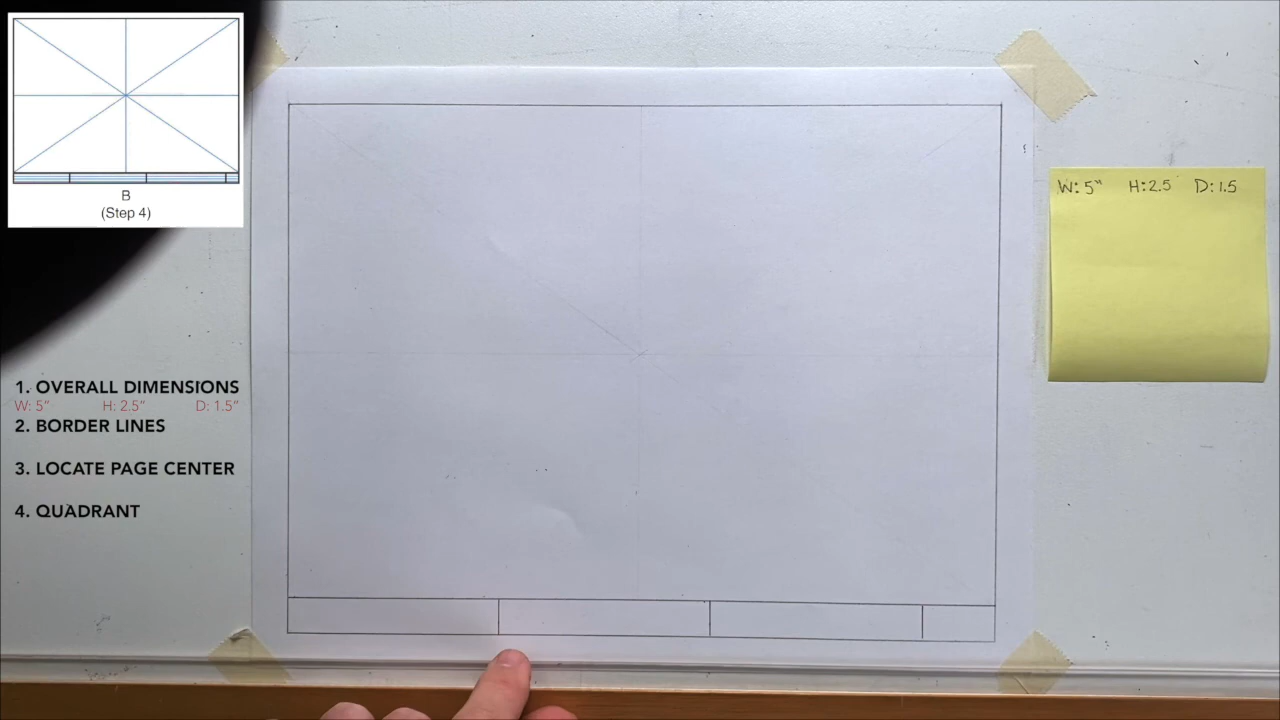 B
(Step 4)
1. OVERALL DIMENSIONS
W: 5" H: 2.5" D: 1.5"
2. BORDER LINES
3. LOCATE PAGE CENTER
4. QUADRANT
W: 5" H: 2.5 D: 1.5